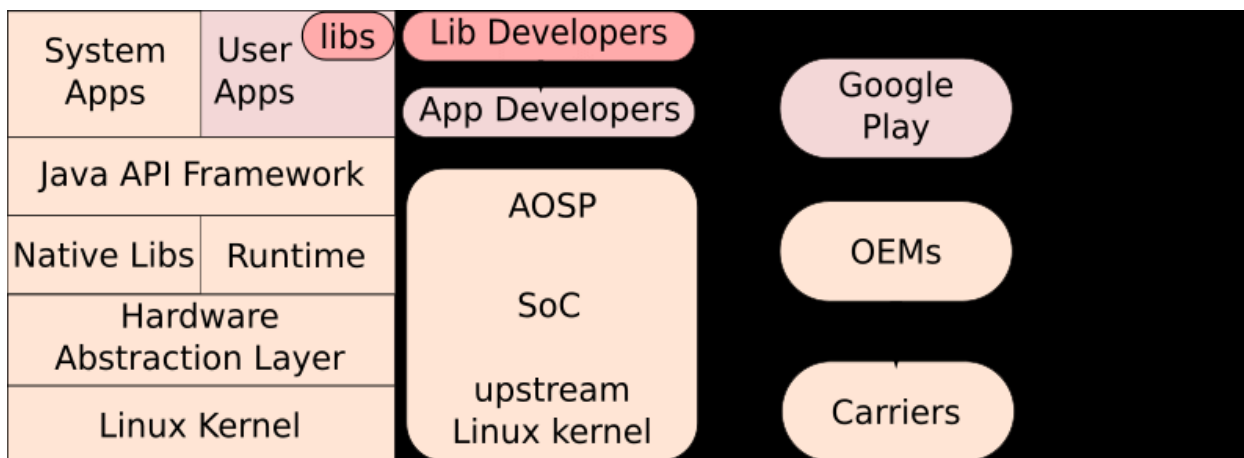 System
Apps
User
Apps
libs
Java API Framework
Native Libs
Runtime
Hardware
Abstraction Layer
Linux Kernel
Lib Developers
App Developers
AOSP
SoC
upstream
Linux kernel
Google
Play
OEMs
Carriers